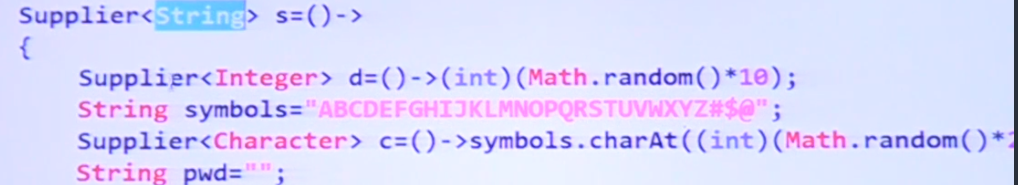 Supplier<String> s=()->
{
Supplier<Integer> d=()->(int)(Math.random()*10);
String symbols="ABCDEFGHIJKLMNOPQRSTUVWXYZ#$@";
Supplier<Character> c=()->symbols.charAt((int)(Math.random()*
String pwd="";